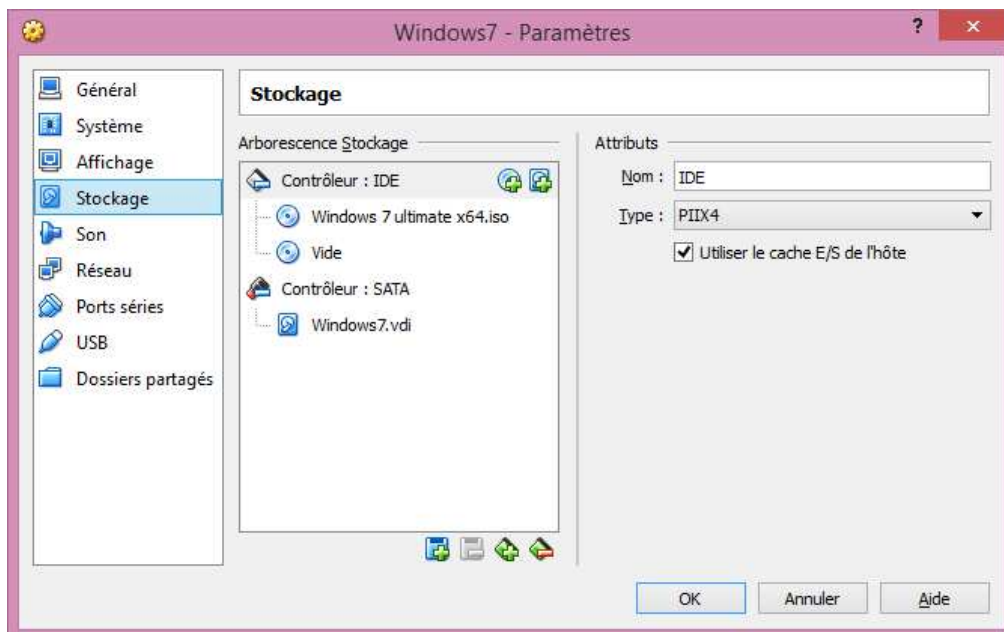 Windows7 - Paramètres
?
×
Général
Système
Affichage
Stockage
Son
Réseau
Ports séries
USB
Dossiers partagés
Stockage
Arborescence Stockage
Contrôleur : IDE
Windows 7 ultimate x64.iso
Vide
Contrôleur : SATA
Windows7.vdi
Attributs
Nom : IDE
Type : PIIX4
Utiliser le cache E/S de l'hôte
OK
Annuler
Aide